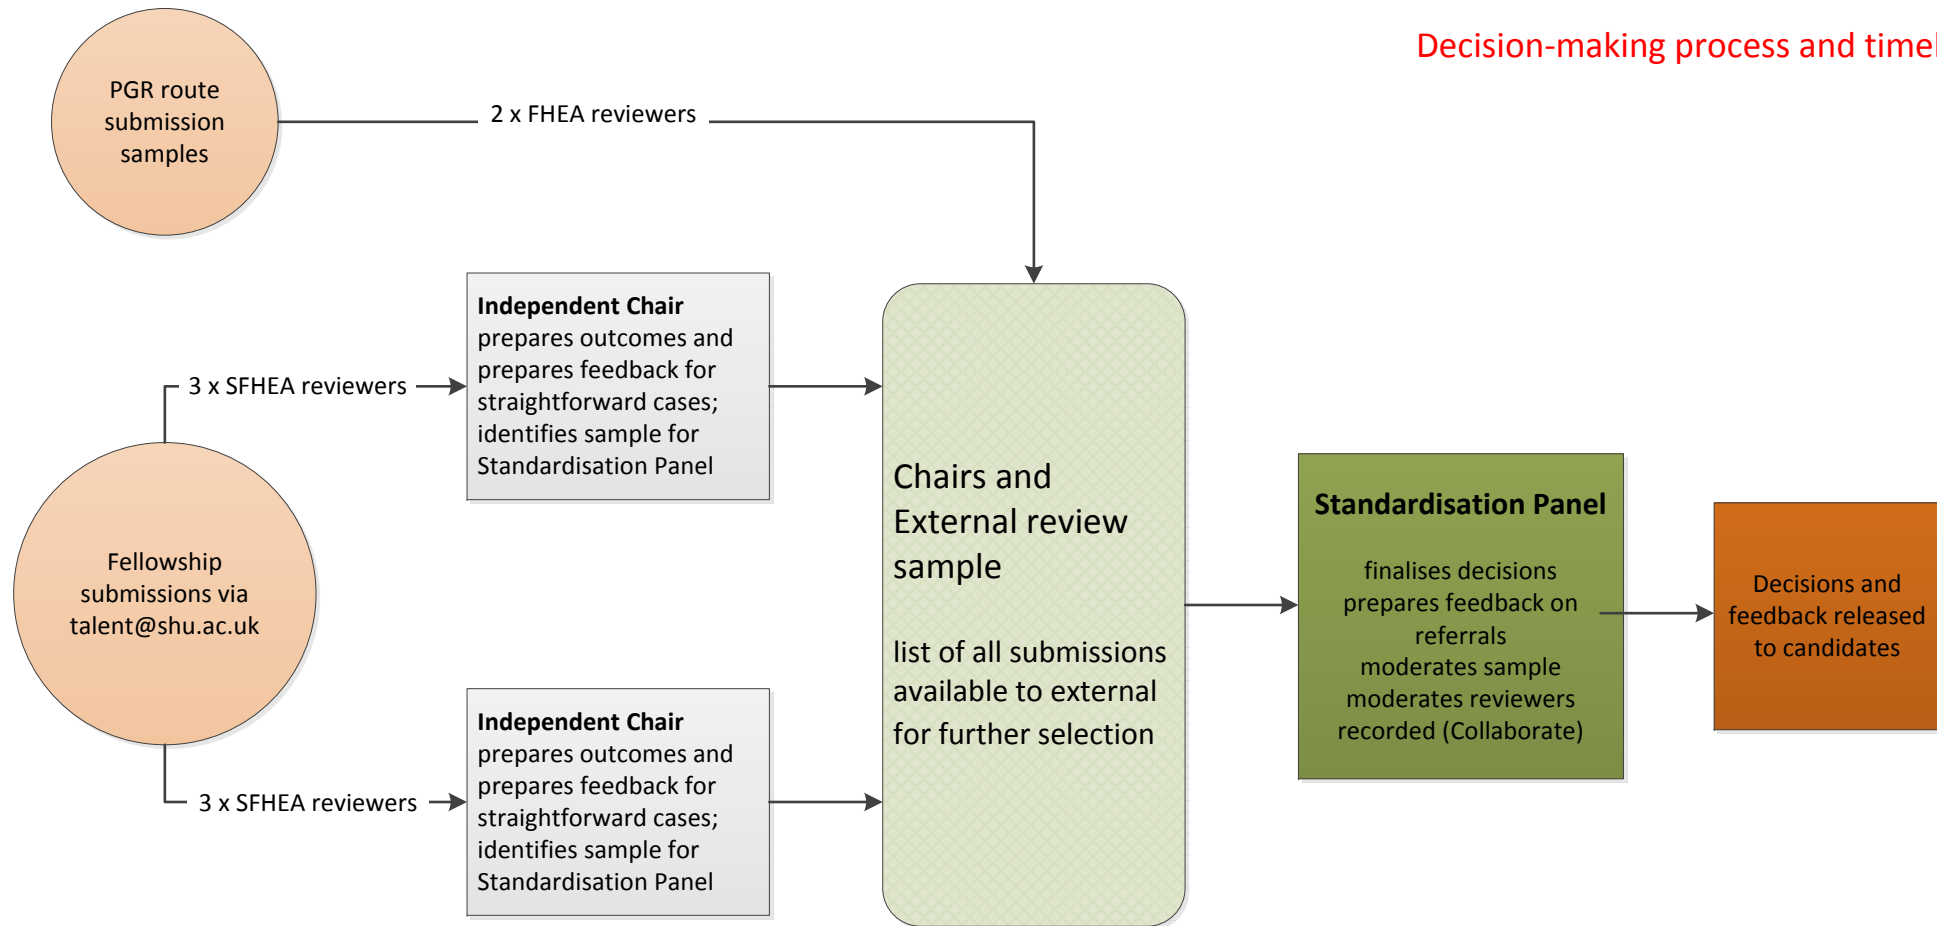 Decision-making process and timel
PGR route
submission
samples
2 x FHEA reviewers
Independent Chair
prepares outcomes and
prepares feedback for
straightforward cases;
identifies sample for
Standardisation Panel
3 x SFHEA reviewers
Fellowship
submissions via
talent@shu.ac.uk
3 x SFHEA reviewers
Independent Chair
prepares outcomes and
prepares feedback for
straightforward cases;
identifies sample for
Standardisation Panel
Chairs and
External review
sample
list of all submissions
available to external
for further selection
Standardisation Panel
finalises decisions
prepares feedback on
referrals
moderates sample
moderates reviewers
recorded (Collaborate)
Decisions and
feedback released
to candidates